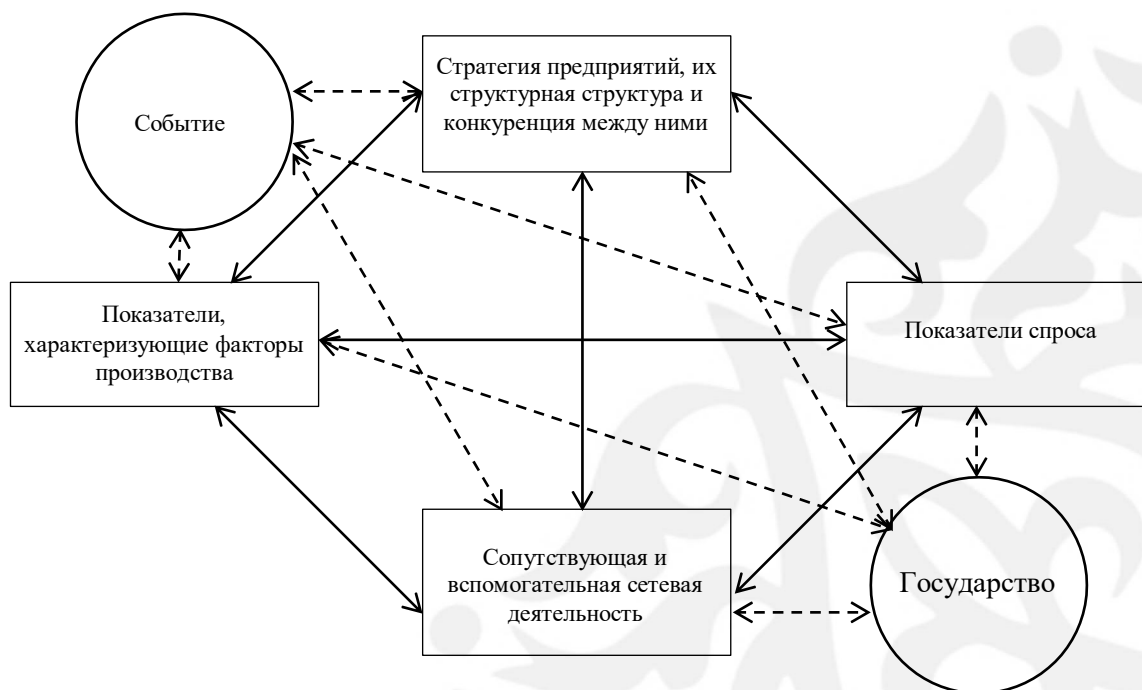 Стратегия предприятий, их
структурная структура и
конкуренция между ними
Событие
Показатели,
характеризующие факторы
производства
Показатели спроса
Сопутствующая и
вспомогательная сетевая
деятельность
Государство